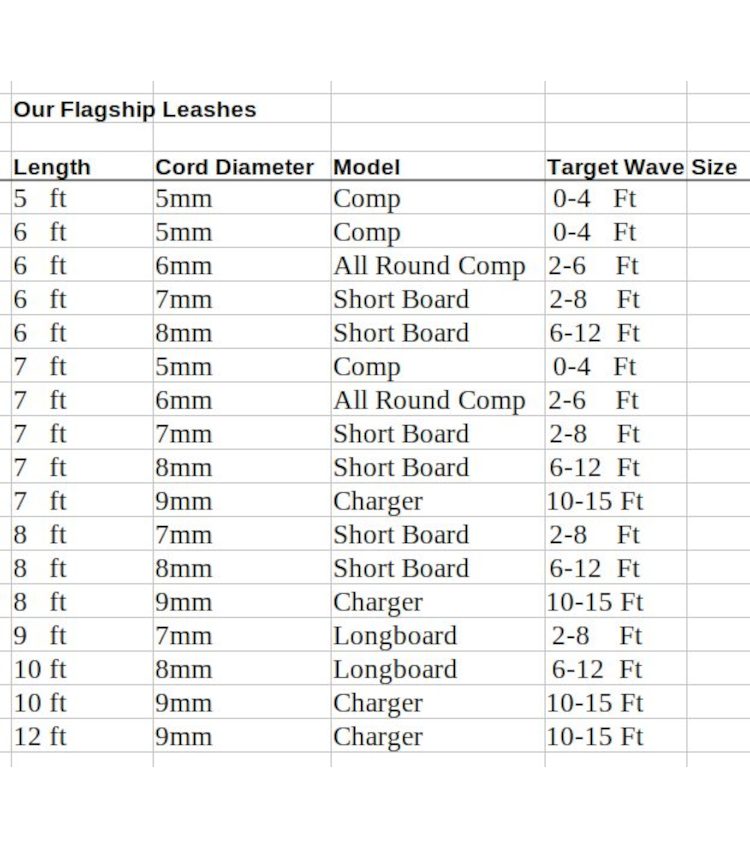 Our Flagship Leashes
Length Cord Diameter Model Target Wave Size
5 ft 5mm Comp 0-4 Ft
6 ft 5mm Comp 0-4 Ft
6 ft 6mm All Round Comp 2-6 Ft
6 ft 7mm Short Board 2-8 Ft
6 ft 8mm Short Board 6-12 Ft
7 ft 5mm Comp 0-4 Ft
7 ft 6mm All Round Comp 2-6 Ft
7 ft 7mm Short Board 2-8 Ft
7 ft 8mm Short Board 6-12 Ft
7 ft 9mm Charger 10-15 Ft
8 ft 7mm Short Board 2-8 Ft
8 ft 8mm Short Board 6-12 Ft
8 ft 9mm Charger 10-15 Ft
9 ft 7mm Longboard 2-8 Ft
10 ft 8mm Longboard 6-12 Ft
10 ft 9mm Charger 10-15 Ft
12 ft 9mm Charger 10-15 Ft